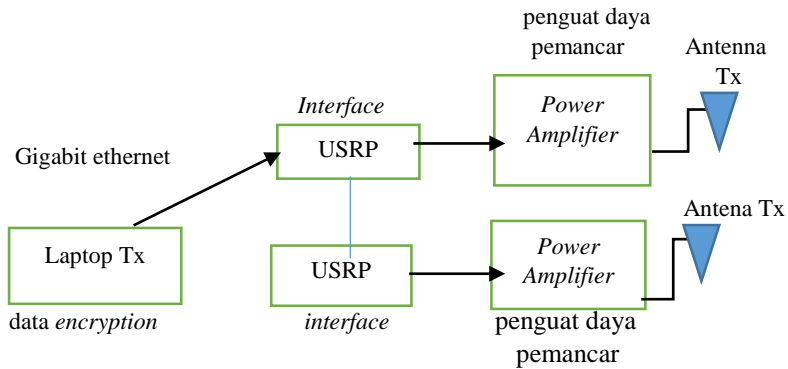 penguat daya
pemancar
Antenna
Tx
Interface
Power
Amplifier
USRP
Gigabit ethernet
Antena Tx
Laptop Tx
USRP
Power
Amplifier
data encryption
interface
penguat daya
pemancar